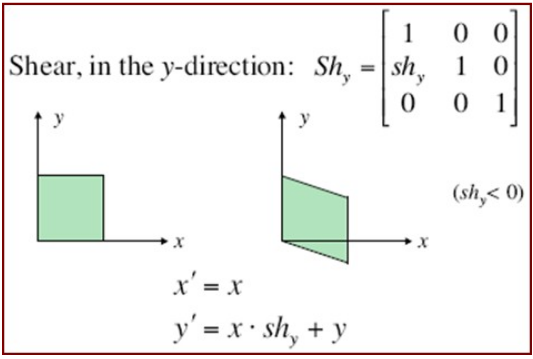 Shear, in the y-direction: Sh_y = [1 0 0
sh_y 1 0
0 0 1]
y
y
(sh_y< 0)
x
x
x′ = x
y′ = x · sh_y + y